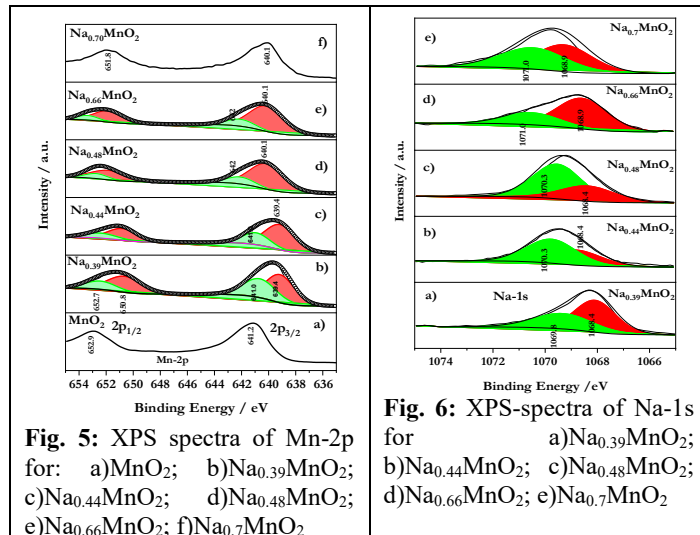 Na0.70MnO2
f)
651.8
640.1
Na0.66MnO2
e)
640.1
Na0.48MnO2
d)
640.1
642
Na0.44MnO2
c)
639.4
Na0.39MnO2
b)
652.7
650.8
641.0
639.4
MnO2
2p1/2
2p3/2
a)
652.9
641.2
Mn-2p
654 652 650 648 646 644 642 640 638 636
Binding Energy / eV
Intensity / a.u.
Fig. 5: XPS spectra of Mn-2p
for: a)MnO2; b)Na0.39MnO2;
c)Na0.44MnO2; d)Na0.48MnO2;
e)Na0.66MnO2; f)Na0.7MnO2
e)
Na0.7MnO2
1071.0
1068.9
d)
Na0.66MnO2
1068.9
c)
Na0.48MnO2
1070.3
1068.4
b)
Na0.44MnO2
1070.3
1068.4
a)
Na-1s
Na0.39MnO2
1069.8
1068.4
1074 1072 1070 1068 1066
Binding Energy / eV
Intensity / a.u.
Fig. 6: XPS-spectra of Na-1s
for a)Na0.39MnO2;
b)Na0.44MnO2; c)Na0.48MnO2;
d)Na0.66MnO2; e)Na0.7MnO2